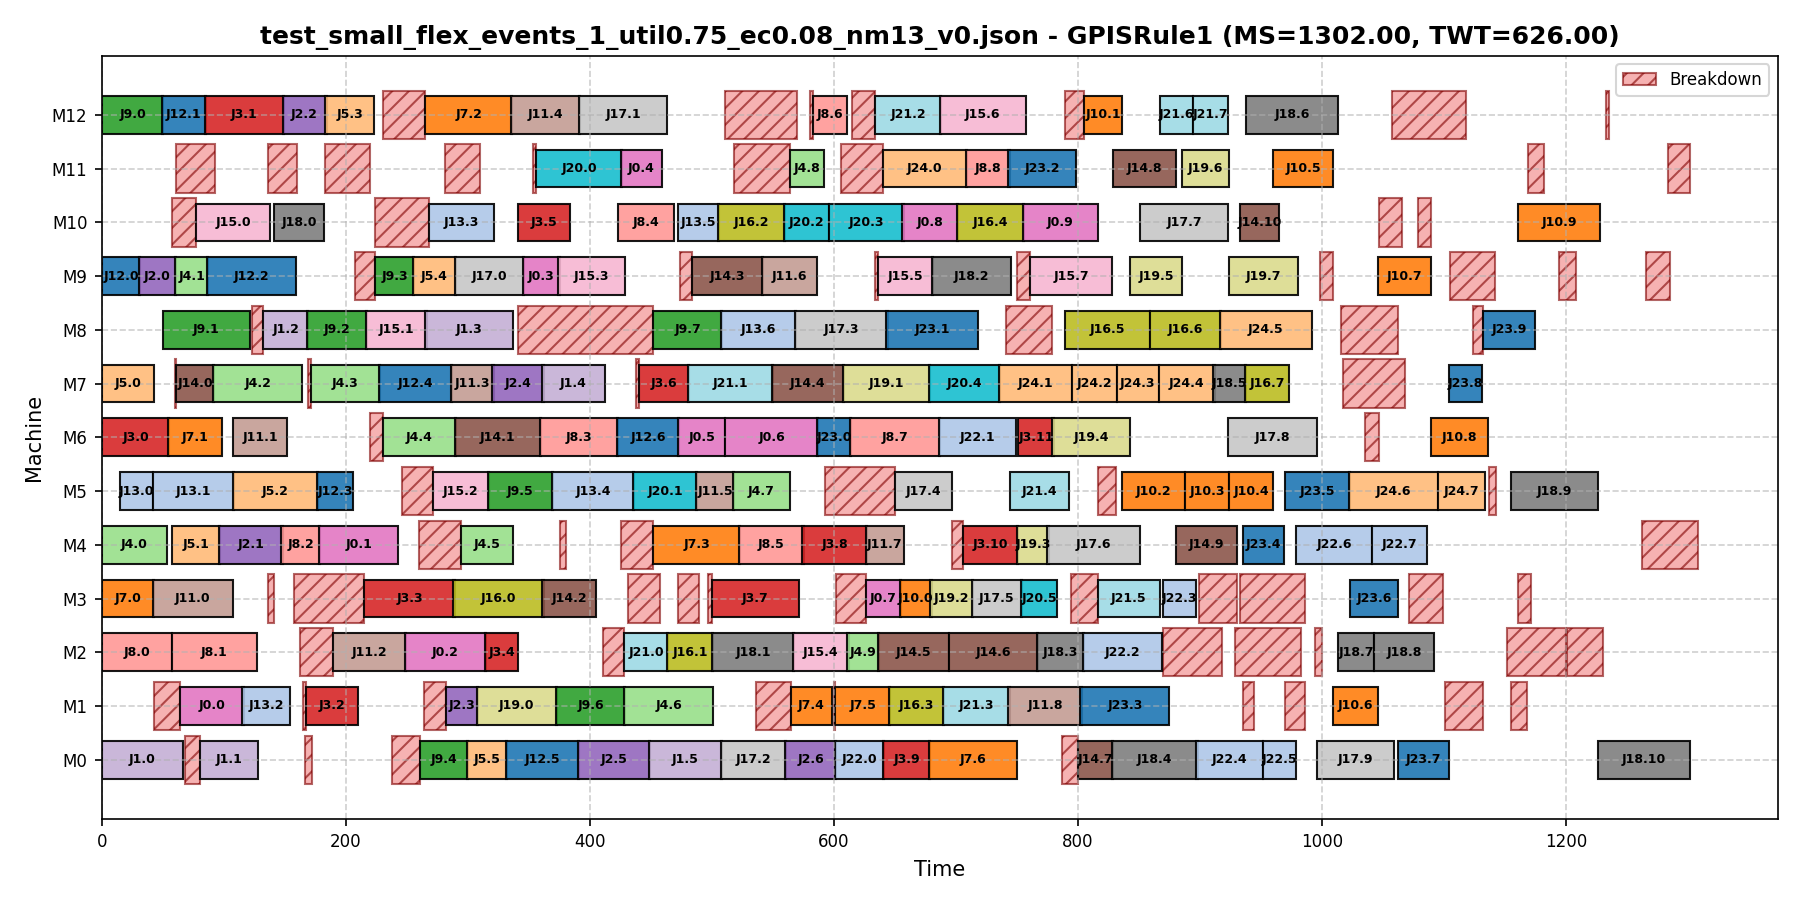 test_small_flex_events_1_util0.75_ec0.08_nm13_v0.json - GPISRule1 (MS=1302.00, TWT=626.00)
Breakdown
M12 J9.0 J12.1 J3.1 J2.2 J5.3 J7.2 J11.4 J17.1 J8.6 J21.2 J15.6 J10.1 J21.6 J21.7 J18.6
M11 J20.0 J0.4 J4.8 J24.0 J8.8 J23.2 J14.8 J19.6 J10.5
M10 J15.0 J18.0 J13.3 J3.5 J8.4 J13.5 J16.2 J20.2 J20.3 J0.8 J16.4 J0.9 J17.7 J14.10 J10.9
M9 J12.0 J2.0 J4.1 J12.2 J9.3 J5.4 J17.0 J0.3 J15.3 J14.3 J11.6 J15.5 J18.2 J15.7 J19.5 J19.7 J10.7
M8 J9.1 J1.2 J9.2 J15.1 J1.3 J9.7 J13.6 J17.3 J23.1 J16.5 J16.6 J24.5 J23.9
M7 J5.0 J14.0 J4.2 J4.3 J12.4 J11.3 J2.4 J1.4 J3.6 J21.1 J14.4 J19.1 J20.4 J24.1 J24.2 J24.3 J24.4 J18.5 J16.7 J23.8
M6 J3.0 J7.1 J11.1 J4.4 J14.1 J8.3 J12.6 J0.5 J0.6 J23.0 J8.7 J22.1 J3.11 J19.4 J17.8 J10.8
M5 J13.0 J13.1 J5.2 J12.3 J15.2 J9.5 J13.4 J20.1 J11.5 J4.7 J17.4 J21.4 J10.2 J10.3 J10.4 J23.5 J24.6 J24.7 J18.9
M4 J4.0 J5.1 J2.1 J8.2 J0.1 J4.5 J7.3 J8.5 J3.8 J11.7 J3.10 J19.3 J17.6 J14.9 J23.4 J22.6 J22.7
M3 J7.0 J11.0 J3.3 J16.0 J14.2 J3.7 J0.7 J10.0 J19.2 J17.5 J20.5 J21.5 J22.3 J23.6
M2 J8.0 J8.1 J11.2 J0.2 J3.4 J21.0 J16.1 J18.1 J15.4 J4.9 J14.5 J14.6 J18.3 J22.2 J18.7 J18.8
M1 J0.0 J13.2 J3.2 J2.3 J19.0 J9.6 J4.6 J7.4 J7.5 J16.3 J21.3 J11.8 J23.3 J10.6
M0 J1.0 J1.1 J9.4 J5.5 J12.5 J2.5 J1.5 J17.2 J2.6 J22.0 J3.9 J7.6 J14.7 J18.4 J22.4 J22.5 J17.9 J23.7 J18.10
0 200 400 600 800 1000 1200
Time
Machine